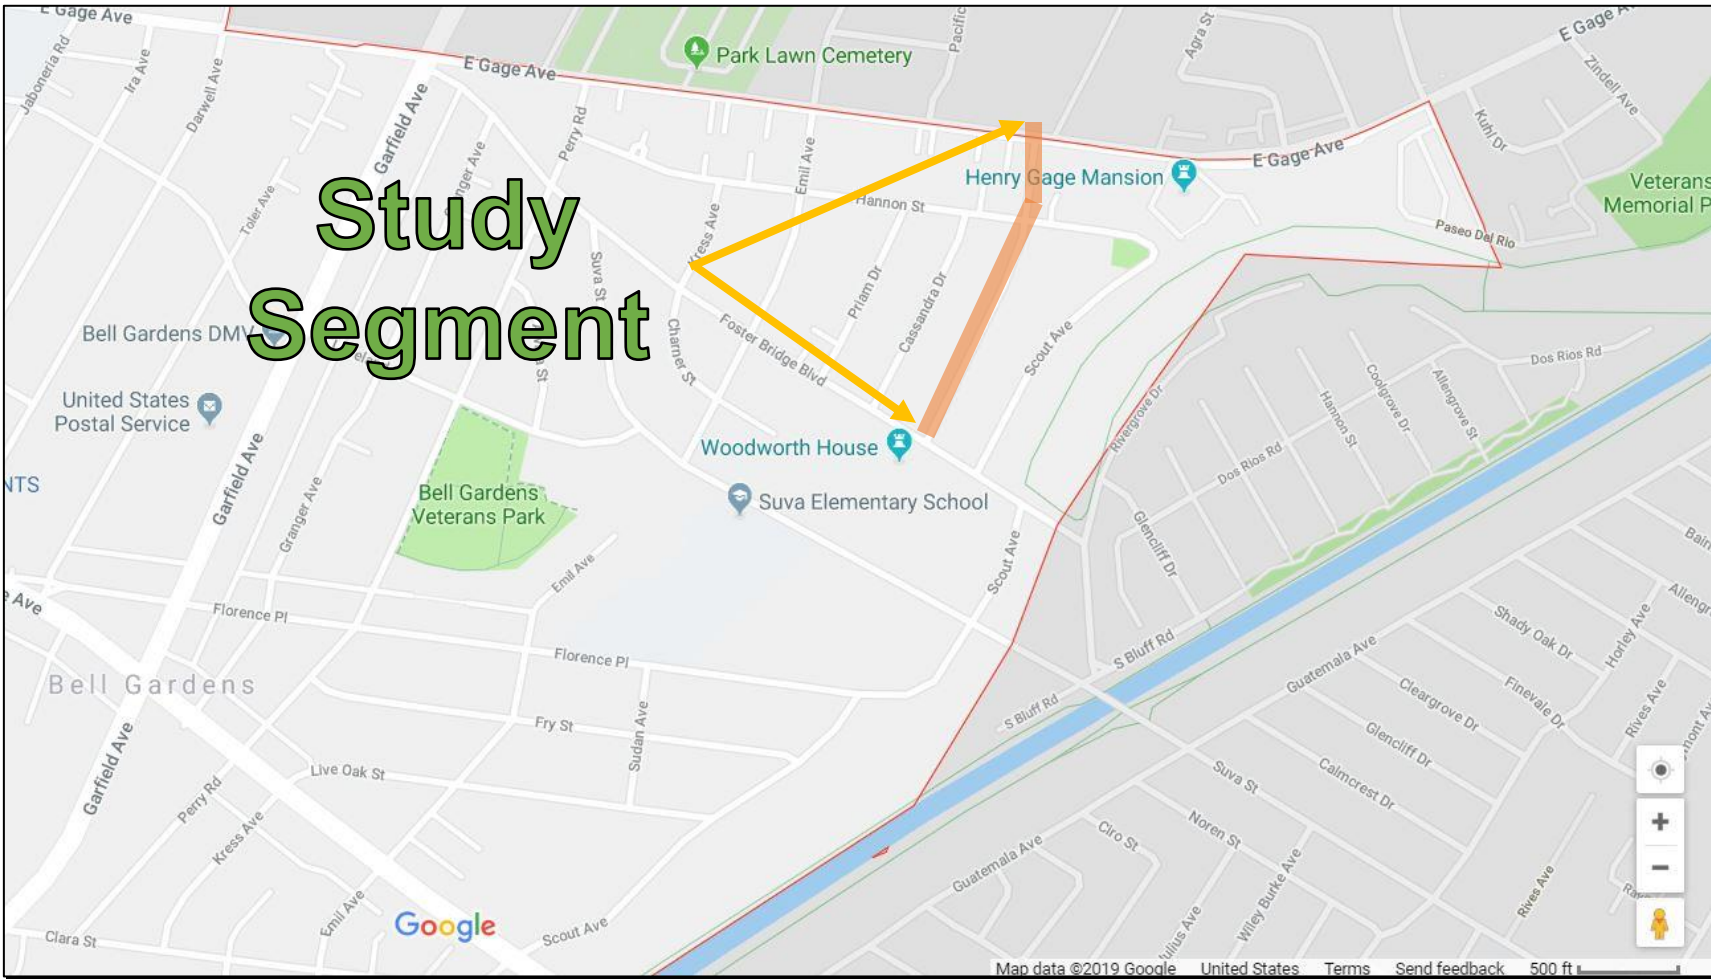 E Gage Ave
Jaboneria Rd
Ira Ave
Darwell Ave
Garfield Ave
E Gage Ave
Park Lawn Cemetery
Pacific
Agra St
E Gage
Zindell Ave
Kuhl Dr
Perry Rd
Emil Ave
Toler Ave
Henry Gage Mansion
E Gage Ave
Veterans
Memorial P
Paseo Del Rio
Hannon St
Kress Ave
Study
Segment
Suva St
Priam Dr
Cassandra Dr
Charner St
Foster Bridge Blvd
Scout Ave
Bell Gardens DMV
United States
Postal Service
Rivergrove Dr
Dos Rios Rd
Hannon St
Coolgrove Dr
Allengrove St
Dos Rios Rd
Woodworth House
Suva Elementary School
Bell Gardens
Veterans Park
NTS
Garfield Ave
Granger Ave
Emil Ave
Glencliff Dr
Scout Ave
Bain
Allengr
e Ave
Florence Pl
Florence Pl
Bell Gardens
S Bluff Rd
S Bluff Rd
Guatemala Ave
Shady Oak Dr
Horley Ave
Cleargrove Dr
Finevale Dr
Rives Ave
mont Av
Glencliff Dr
Calmcrest Dr
Fry St
Sudan Ave
Live Oak St
Garfield Ave
Perry Rd
Kress Ave
Suva St
Noren St
Ciro St
Guatemala Ave
Wiley Burke Ave
Julius Ave
Rives Ave
Emil Ave
Clara St
Google
Scout Ave
Map data ©2019 Google United States Terms Send feedback 500 ft